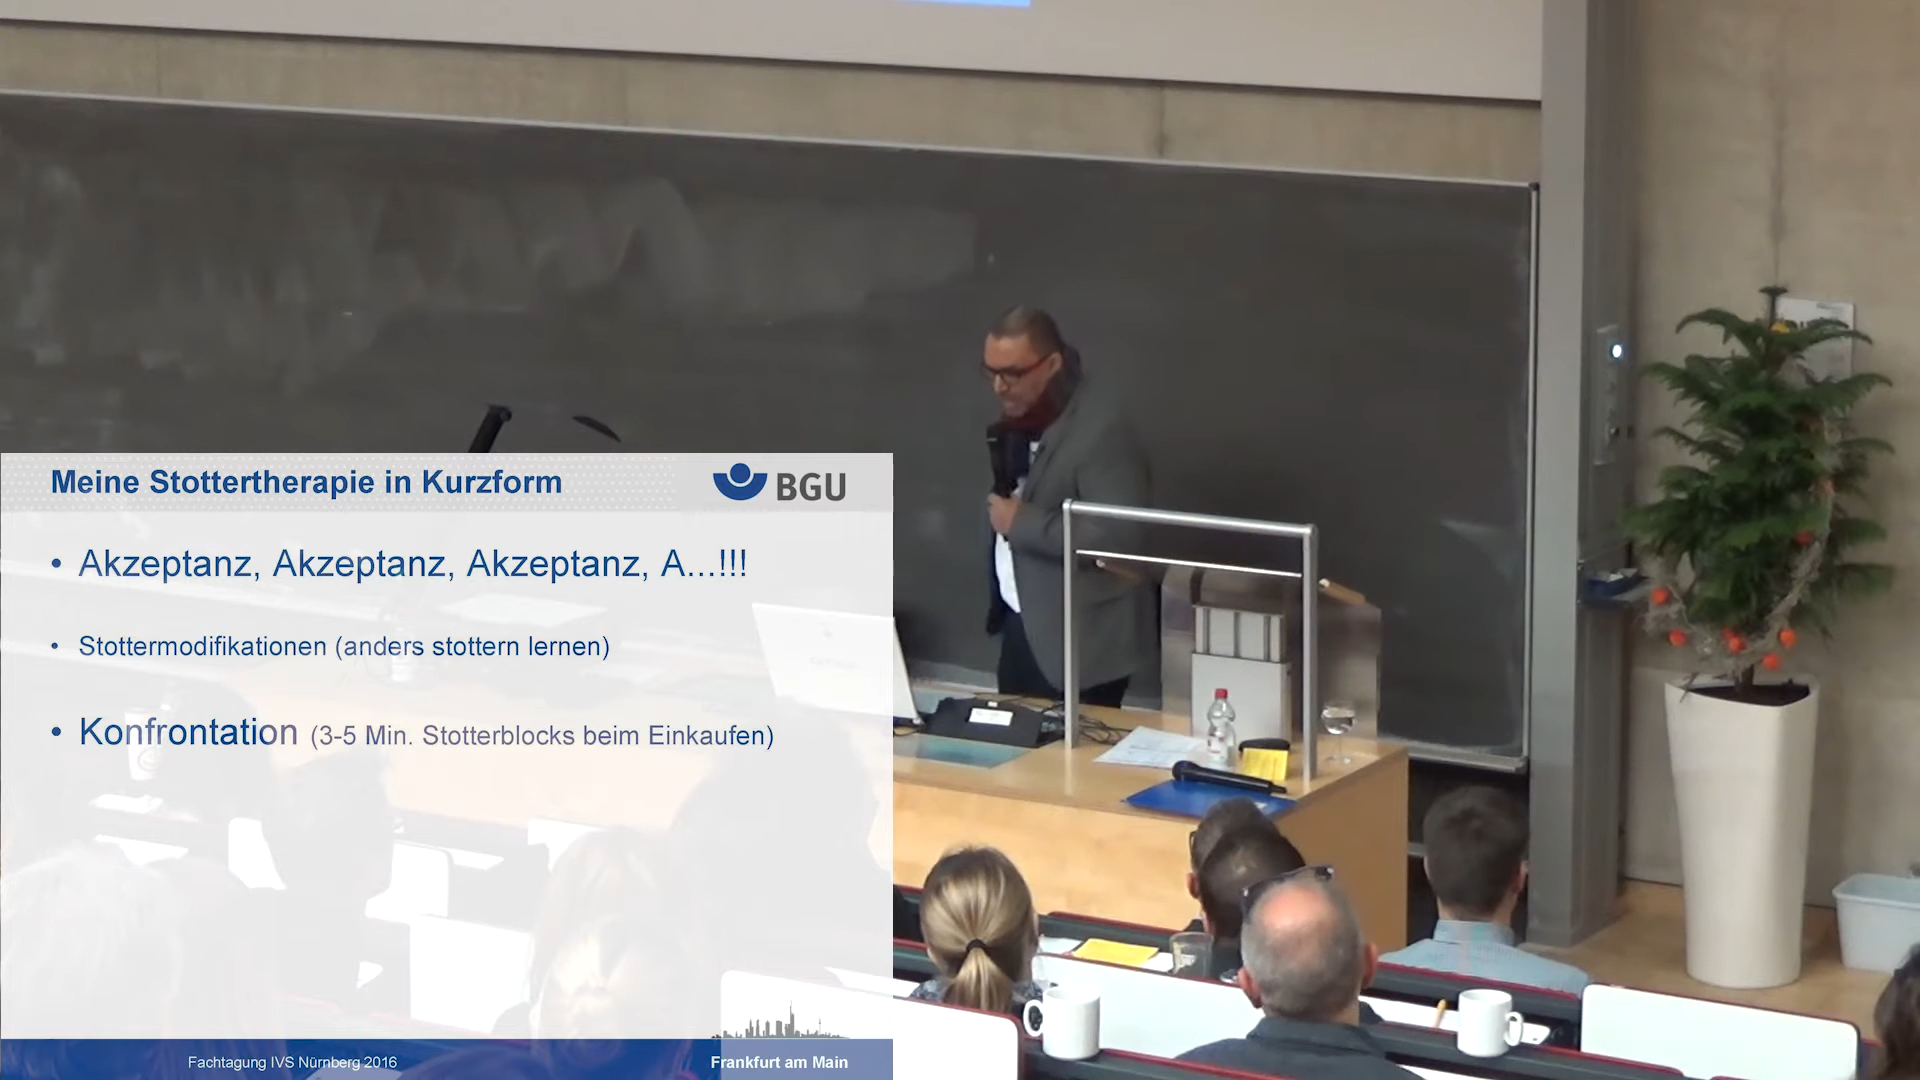 Meine Stottertherapie in Kurzform
BGU
• Akzeptanz, Akzeptanz, Akzeptanz, A...!!!
• Stottermodifikationen (anders stottern lernen)
• Konfrontation (3-5 Min. Stotterblocks beim Einkaufen)
Fachtagung IVS Nürnberg 2016
Frankfurt am Main